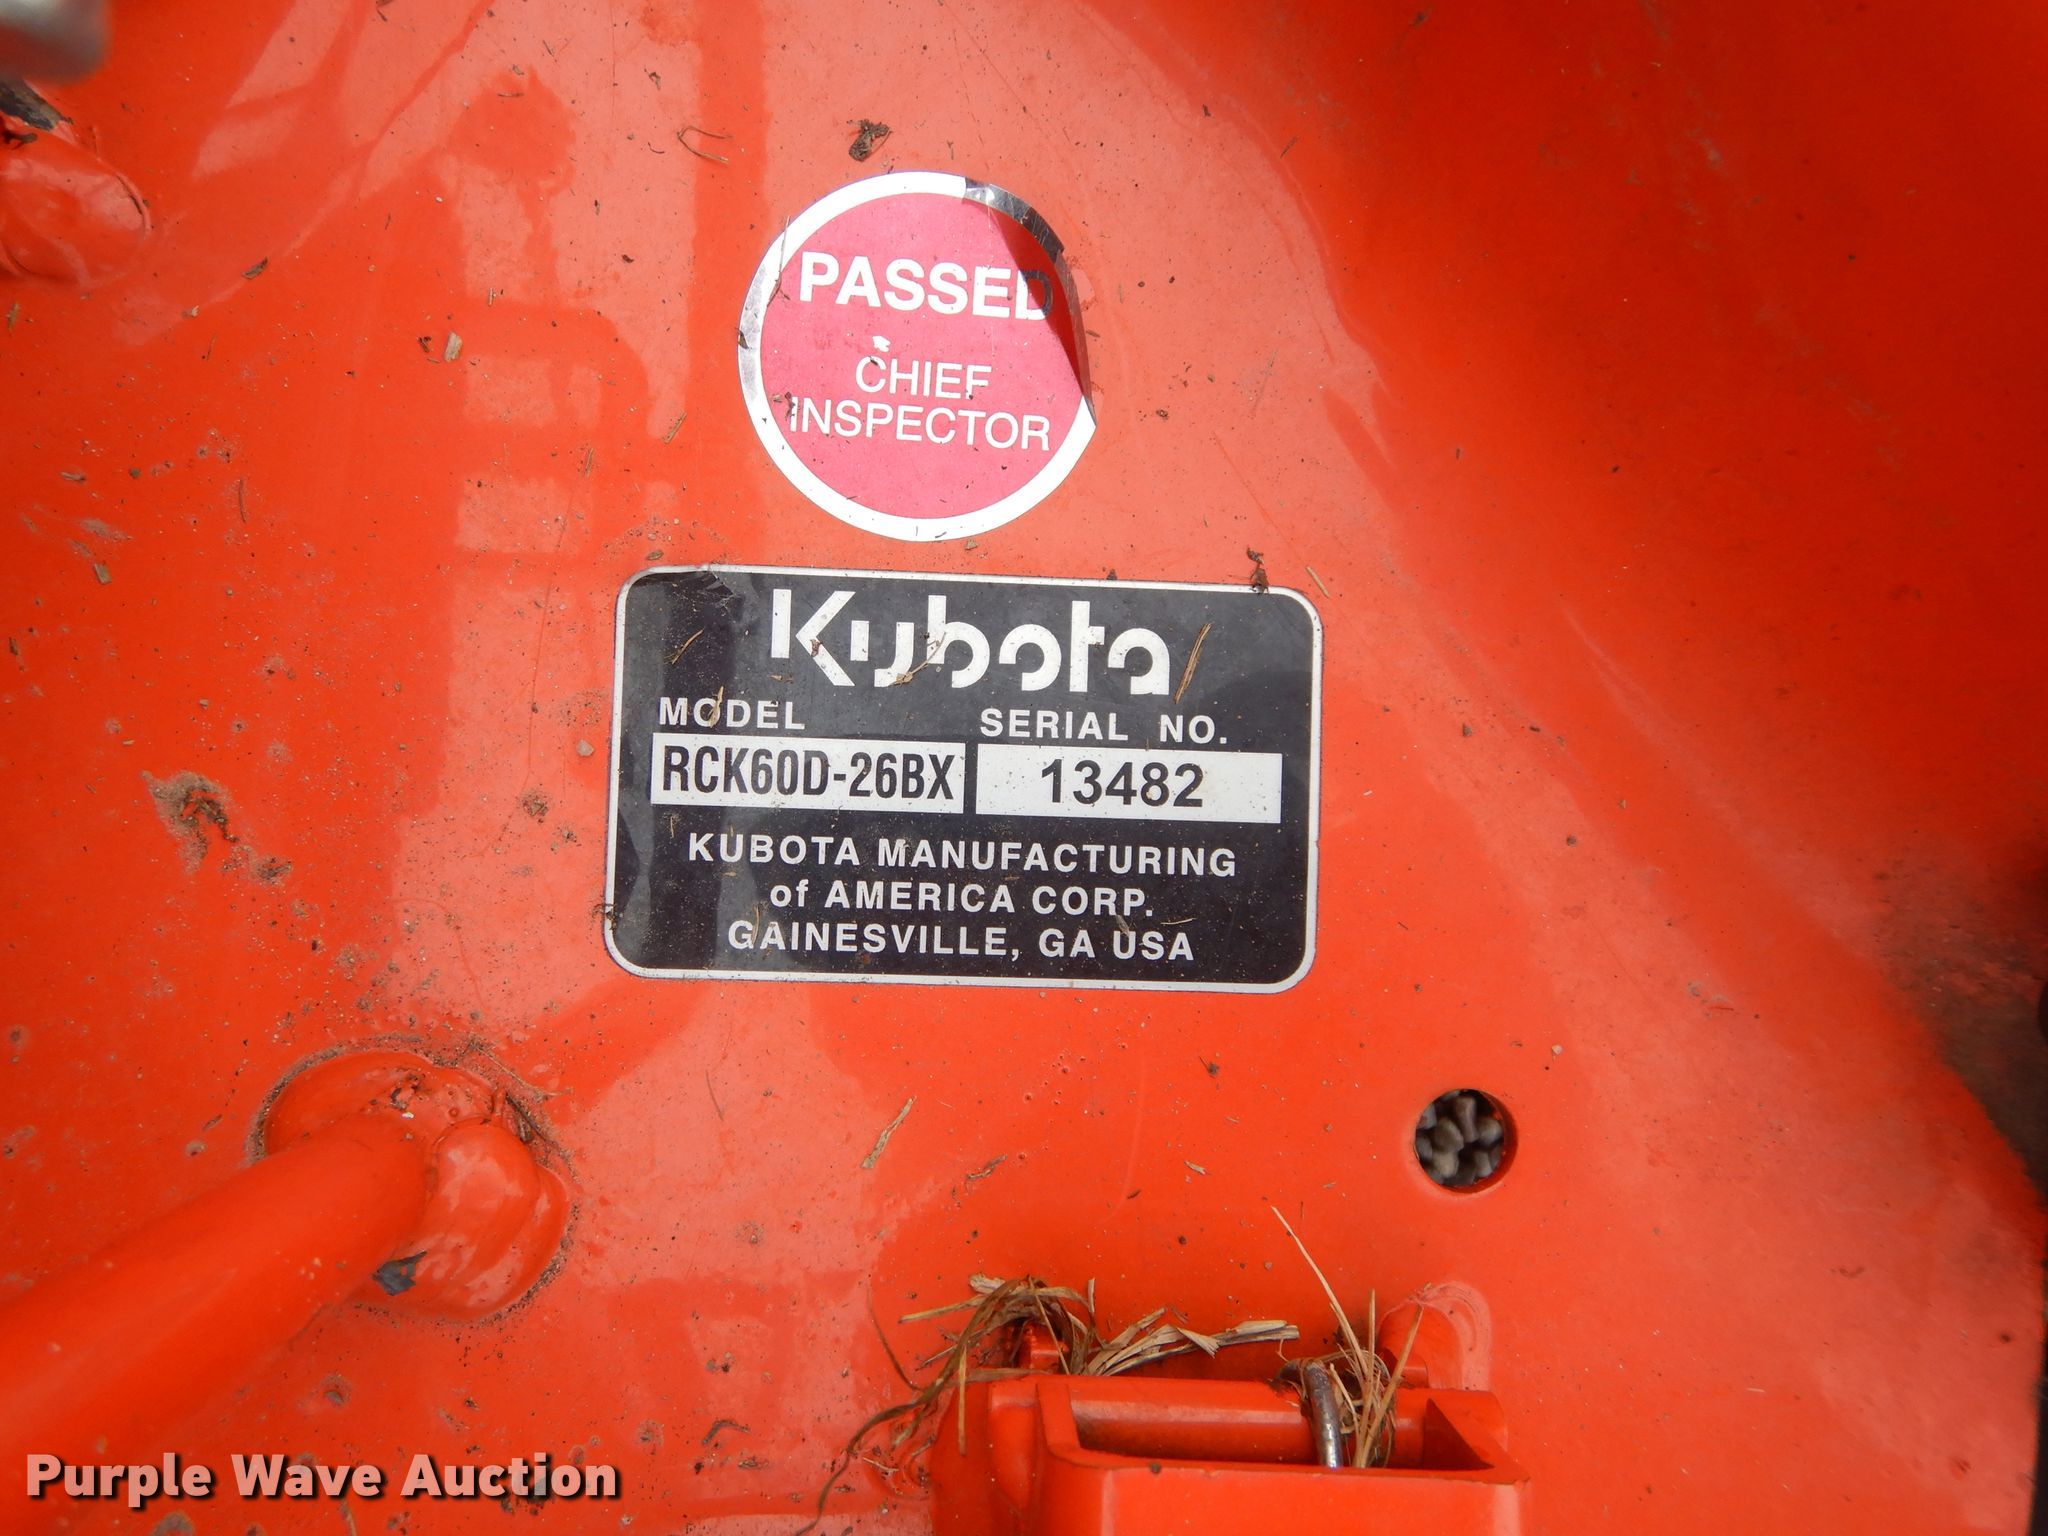 PASSED
CHIEF
INSPECTOR
Kubota
MODEL SERIAL NO.
RCK60D-26BX 13482
KUBOTA MANUFACTURING
of AMERICA CORP.
GAINESVILLE, GA USA
Purple Wave Auction